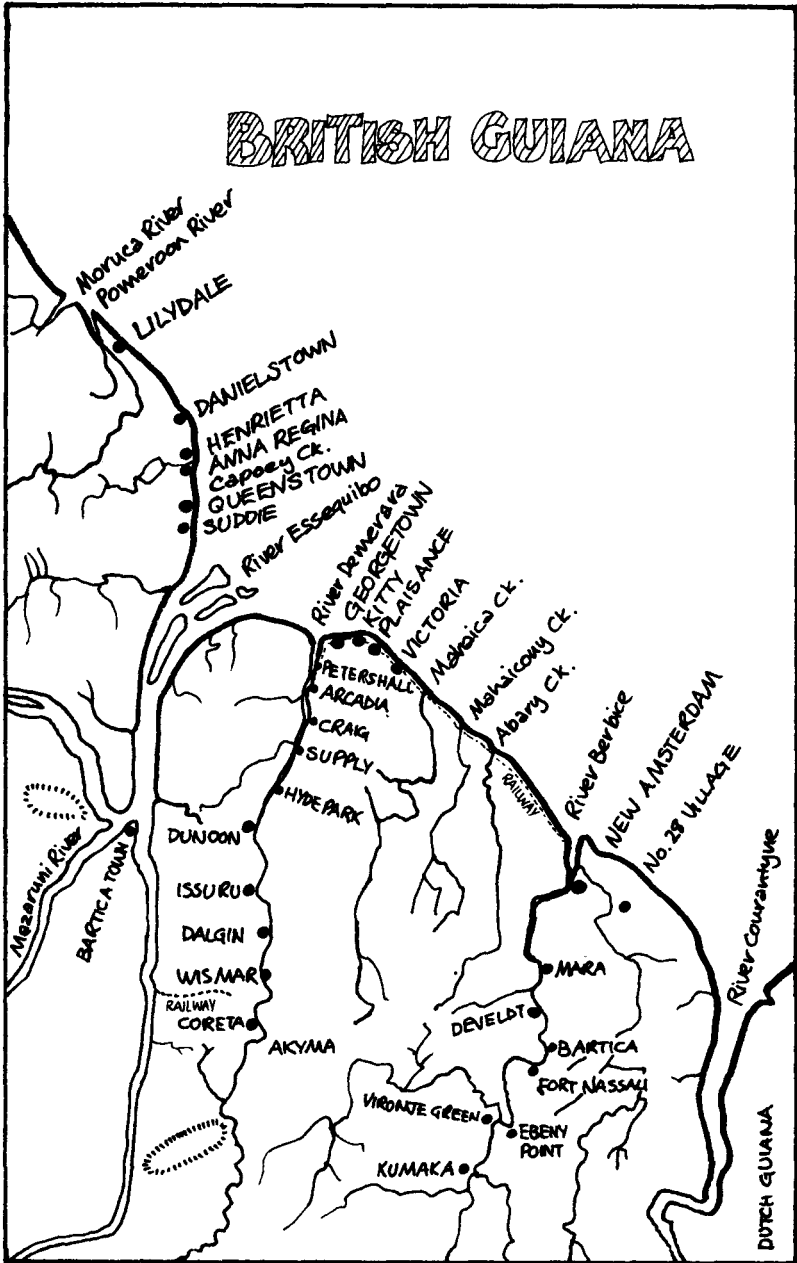 BRITISH GUIANA
Moruca River
Pomeroon River
LILYDALE
DANIELSTOWN
HENRIETTA
ANNA REGINA
Capoey Ck.
QUEENSTOWN
SUDDIE
River Essequibo
River Demerara
GEORGETOWN
KITTY
PLAISANCE
VICTORIA
Mahaica Ck.
Mahaicony Ck.
Abary Ck.
River Berbice
NEW AMSTERDAM
No. 28 VILLAGE
River Courantyne
PETERSHALL
ARCADIA
CRAIG
SUPPLY
HYDE PARK
RAILWAY
DUNOON
ISSURU
DALGIN
WISMAR
RAILWAY
CORETA
AKYMA
Mazaruni River
BARTICA TOWN
MARA
DEVELDT
BARTICA
FORT NASSAU
VIRONJE GREEN
EBENY
POINT
KUMAKA
DUTCH GUIANA